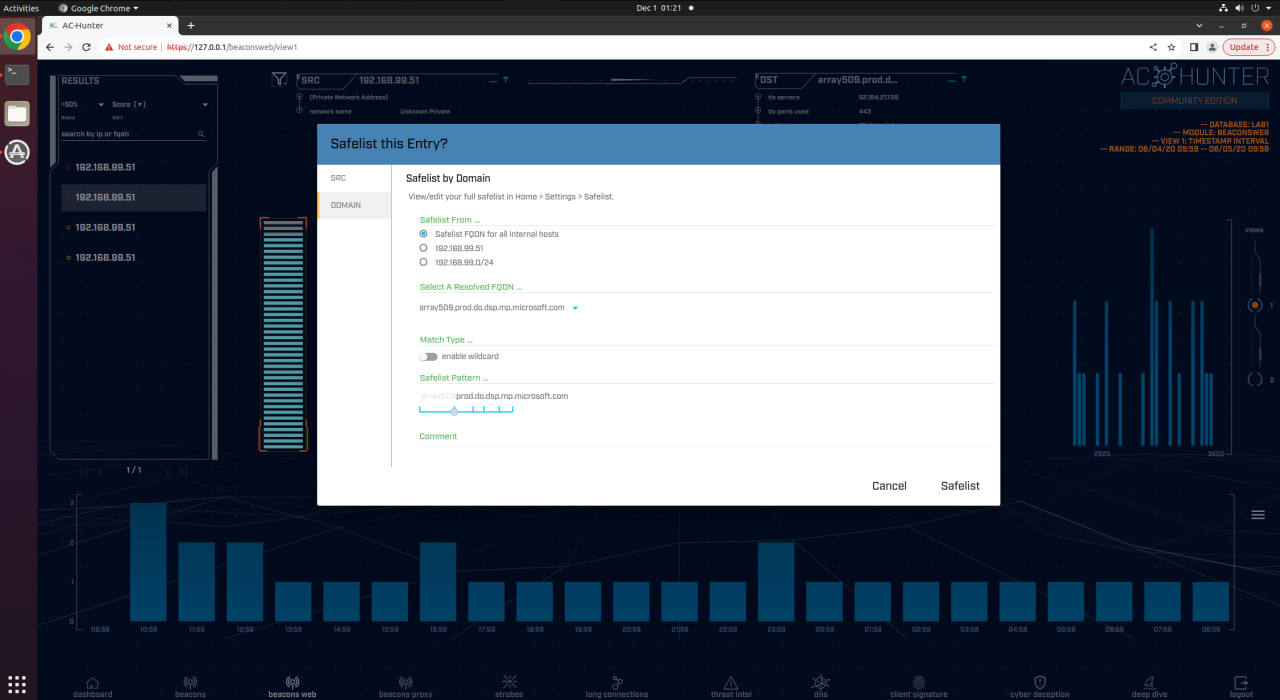 Activities
Google Chrome
Dec 1 01:21
AC-Hunter
Not secure
https://127.0.0.1/beaconsweb/view1
Update
RESULTS
>50%
Score [▼]
Score
Sort
search by ip or fqdn
192.168.99.51
192.168.99.51
192.168.99.51
192.168.99.51
1 / 1
SRC
192.168.99.51
[Private Network Address]
network name
Unknown Private
DST
array509.prod.d...
tls servers
52.184.217.56
tls ports used
443
AC HUNTER
COMMUNITY EDITION
-- DATABASE: LAB1
-- MODULE: BEACONSWEB
-- VIEW 1: TIMESTAMP INTERVAL
-- RANGE: 08/04/20 09:59 -- 08/05/20 09:59
Safelist this Entry?
SRC
DOMAIN
Safelist by Domain
View/edit your full safelist in Home > Settings > Safelist.
Safelist From ...
Safelist FQDN for all internal hosts
192.168.99.51
192.168.99.0/24
Select A Resolved FQDN ...
array509.prod.do.dsp.mp.microsoft.com
Match Type ...
enable wildcard
Safelist Pattern ...
array509prod.do.dsp.mp.microsoft.com
Comment
Cancel
Safelist
views
1
2
2925
3600
3
2
1
0
09:59
10:59
11:59
12:59
13:59
14:59
15:59
16:59
17:59
18:59
19:59
20:59
21:59
22:59
23:59
00:59
01:59
02:59
03:59
04:59
05:59
06:59
07:59
08:59
dashboard
beacons
beacons web
beacons proxy
strobes
long connections
threat intel
dns
client signature
cyber deception
deep dive
logout